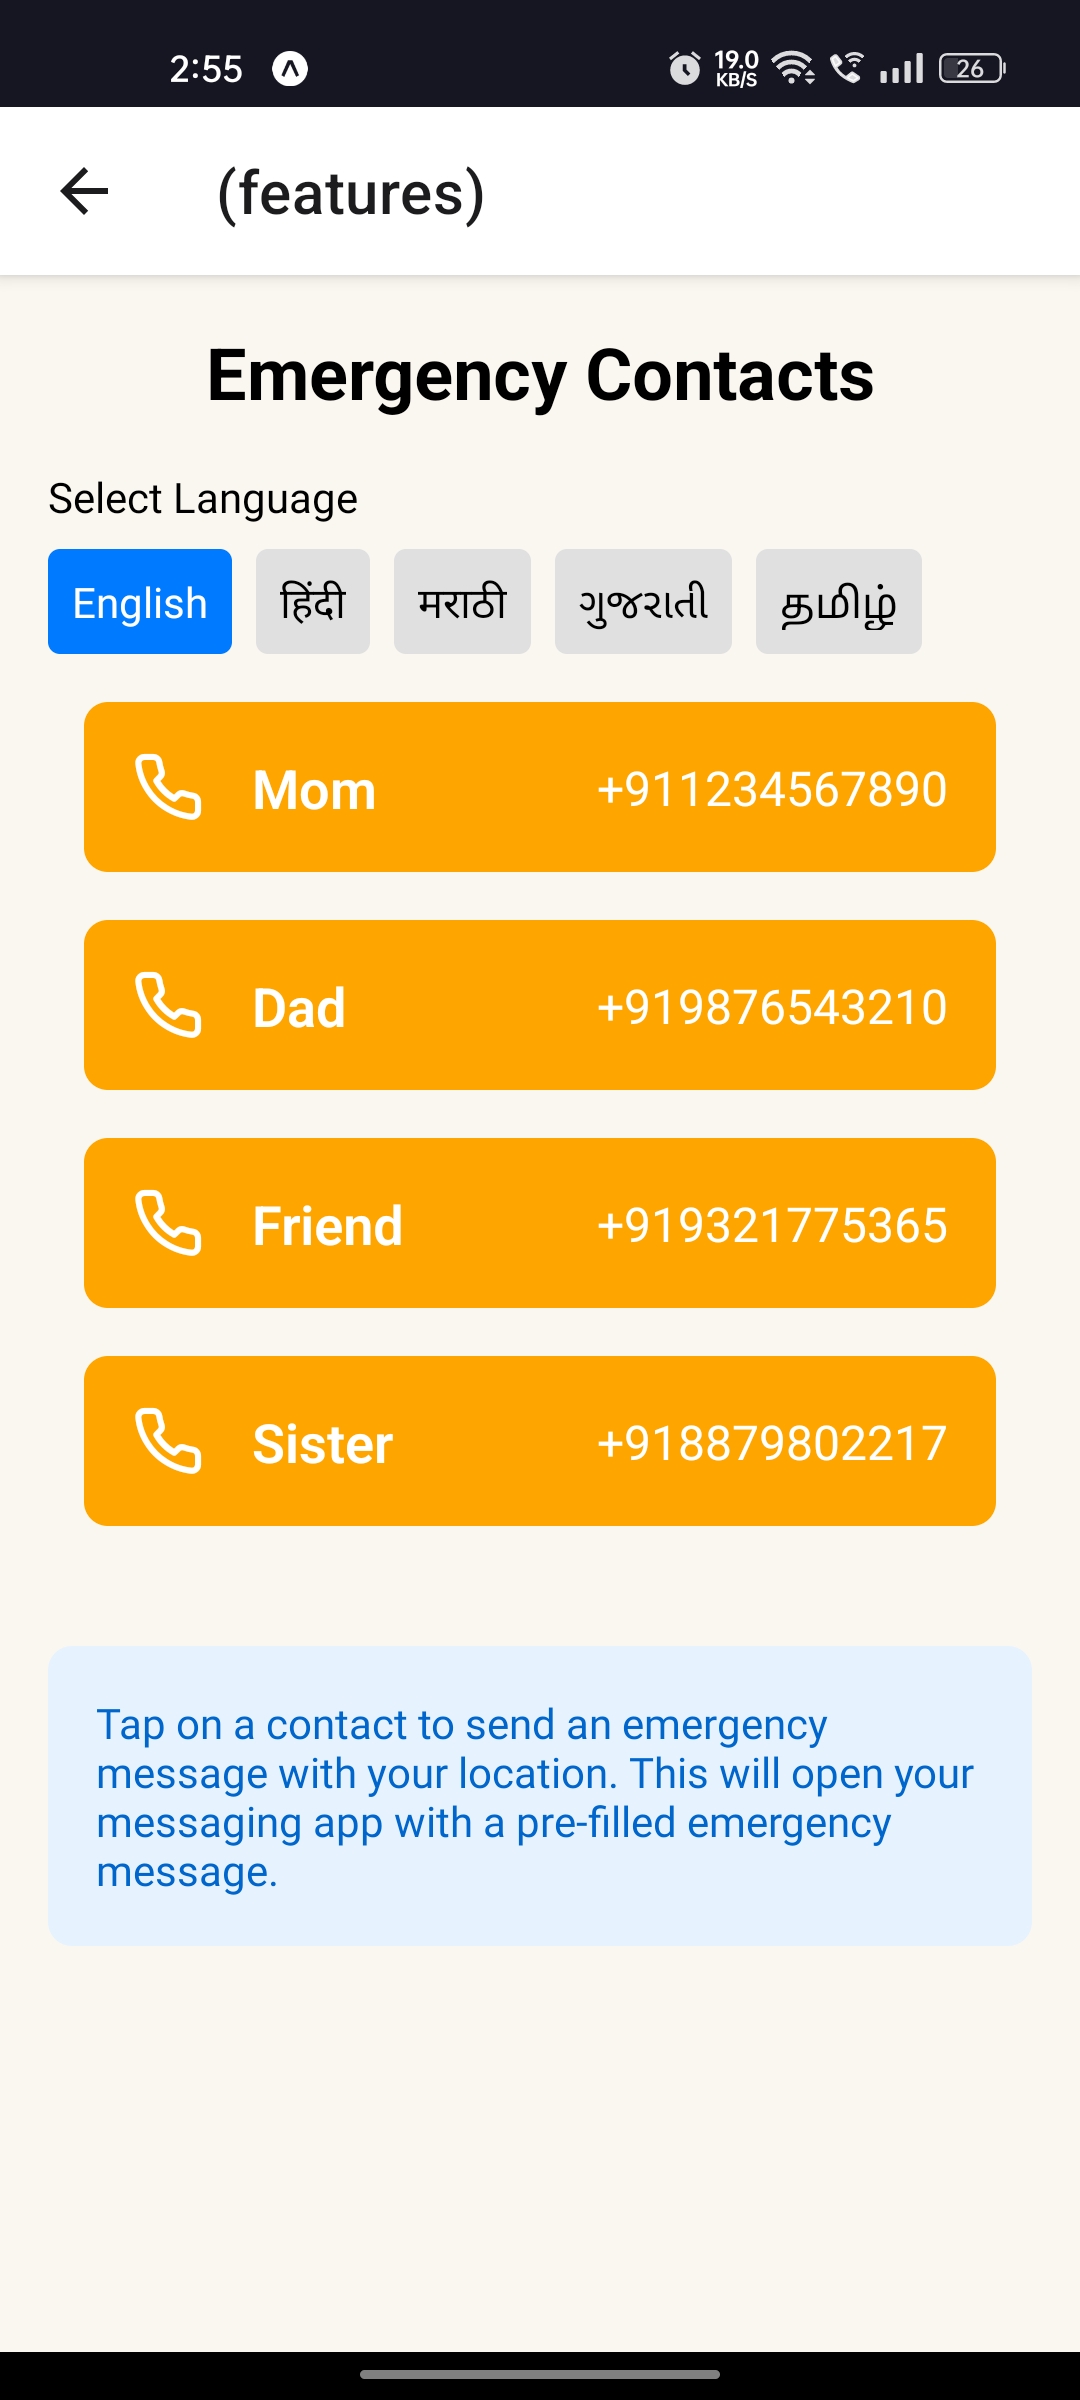 2:55 19.0 KB/S 26
(features)
Emergency Contacts
Select Language
English हिंदी मराठी ગુજરાતી தமிழ்
Mom +911234567890
Dad +919876543210
Friend +919321775365
Sister +918879802217
Tap on a contact to send an emergency
message with your location. This will open your
messaging app with a pre-filled emergency
message.